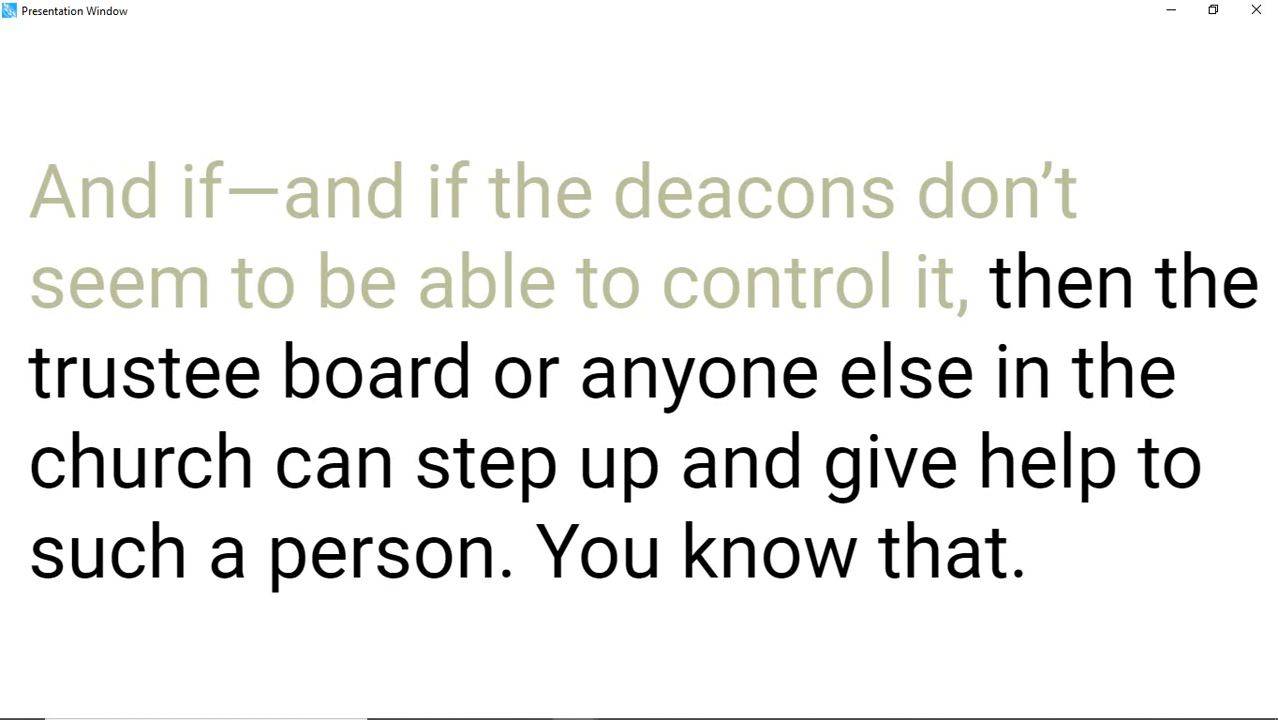 Presentation Window
And if—and if the deacons don’t
seem to be able to control it, then the
trustee board or anyone else in the
church can step up and give help to
such a person. You know that.